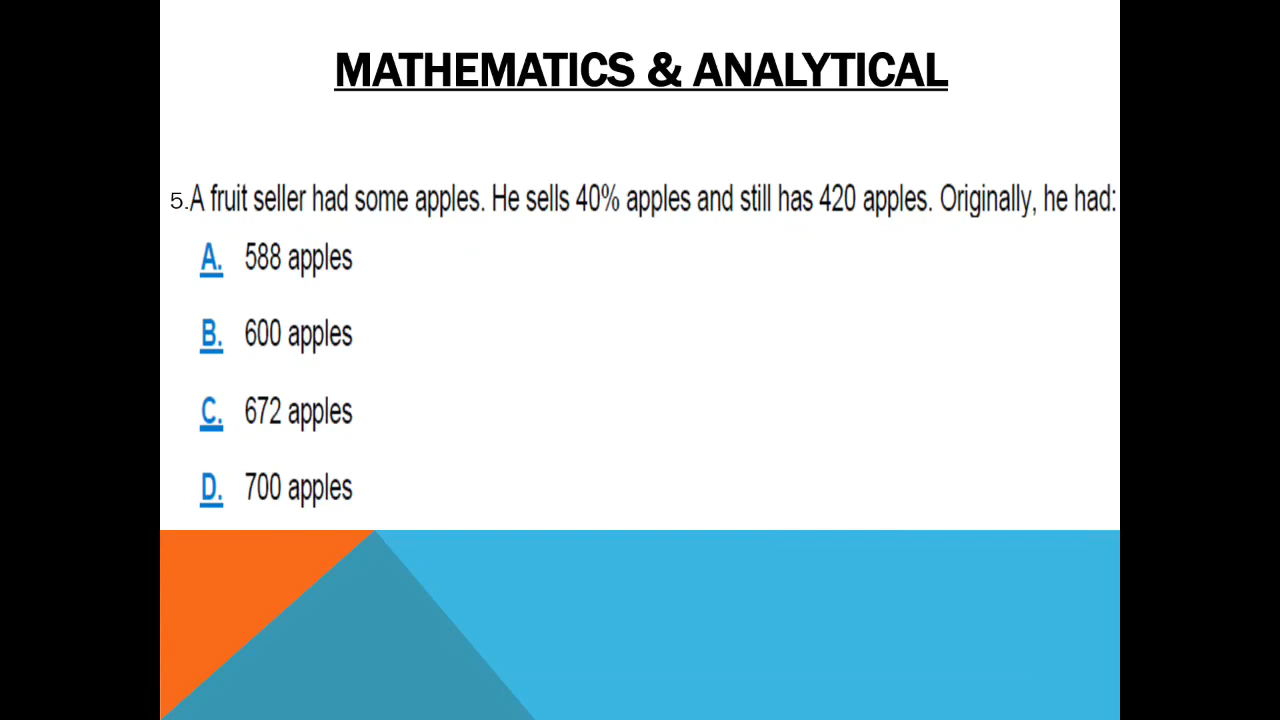 MATHEMATICS & ANALYTICAL
5.A fruit seller had some apples. He sells 40% apples and still has 420 apples. Originally, he had:
A. 588 apples
B. 600 apples
C. 672 apples
D. 700 apples